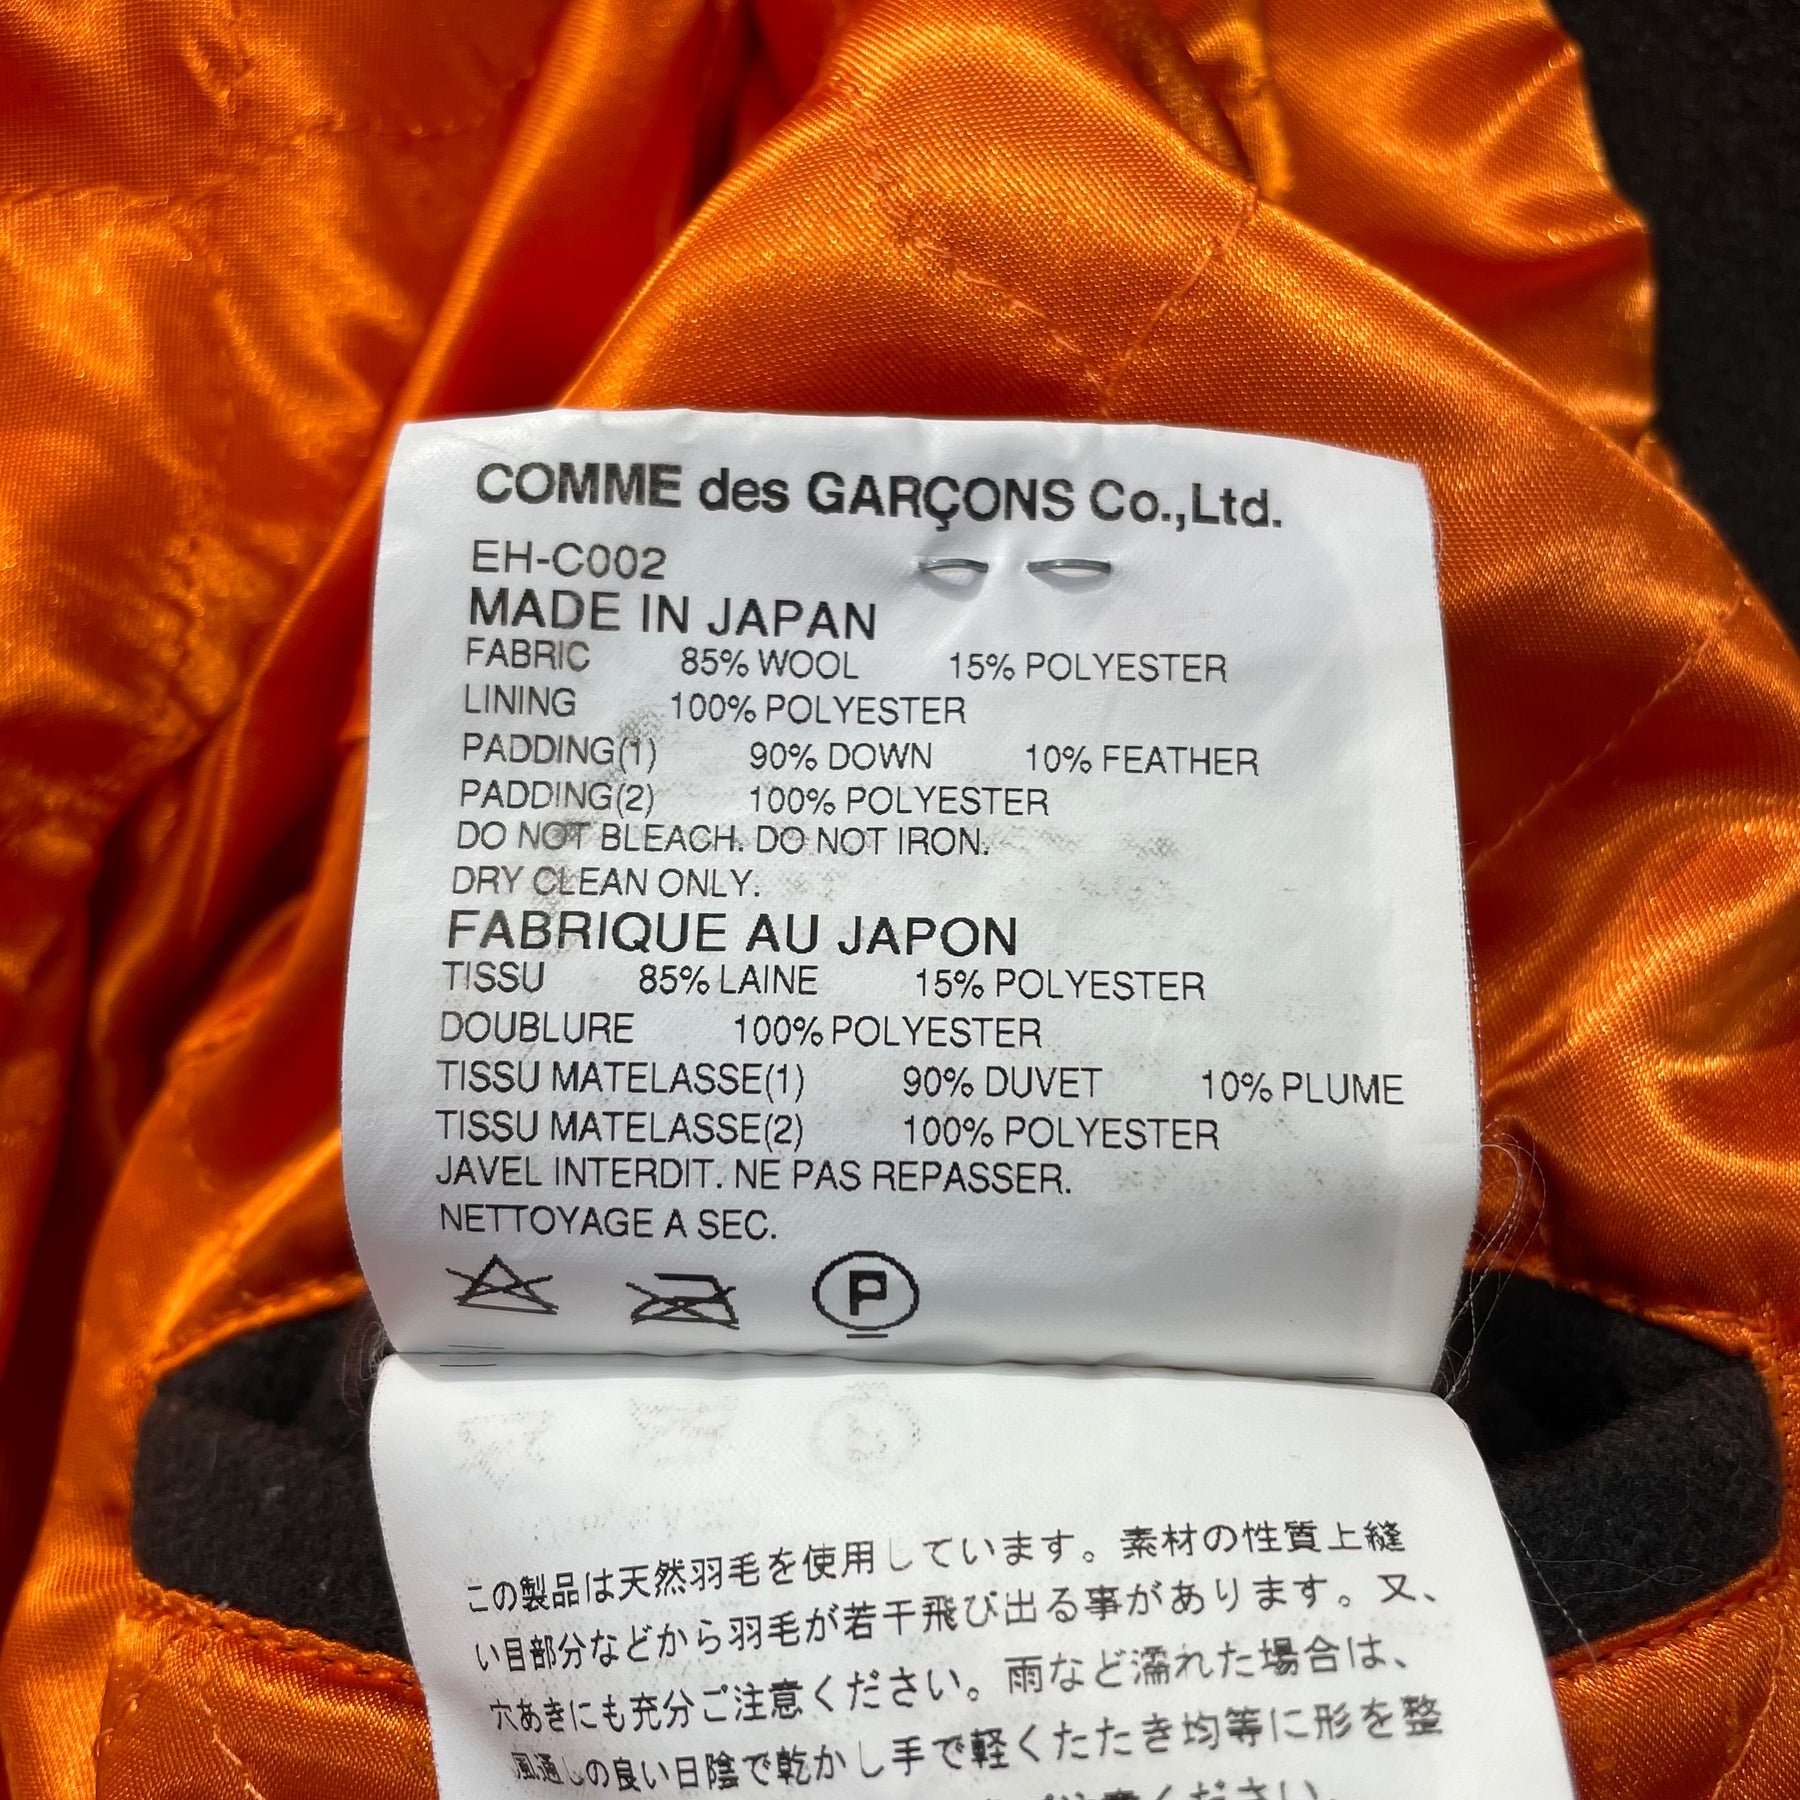 COMME des GARÇONS Co.,Ltd.
EH-C002
MADE IN JAPAN
FABRIC 85% WOOL 15% POLYESTER
LINING 100% POLYESTER
PADDING(1) 90% DOWN 10% FEATHER
PADDING(2) 100% POLYESTER
DO NOT BLEACH. DO NOT IRON.
DRY CLEAN ONLY.
FABRIQUE AU JAPON
TISSU 85% LAINE 15% POLYESTER
DOUBLURE 100% POLYESTER
TISSU MATELASSE(1) 90% DUVET 10% PLUME
TISSU MATELASSE(2) 100% POLYESTER
JAVEL INTERDIT. NE PAS REPASSER.
NETTOYAGE A SEC.
P
この製品は天然羽毛を使用しています。素材の性質上縫
い目部分などから羽毛が若干飛び出る事があります。又、
穴あきにも充分ご注意ください。雨など濡れた場合は、
風通しの良い日陰で乾かし手で軽くたたき均等に形を整
ください。